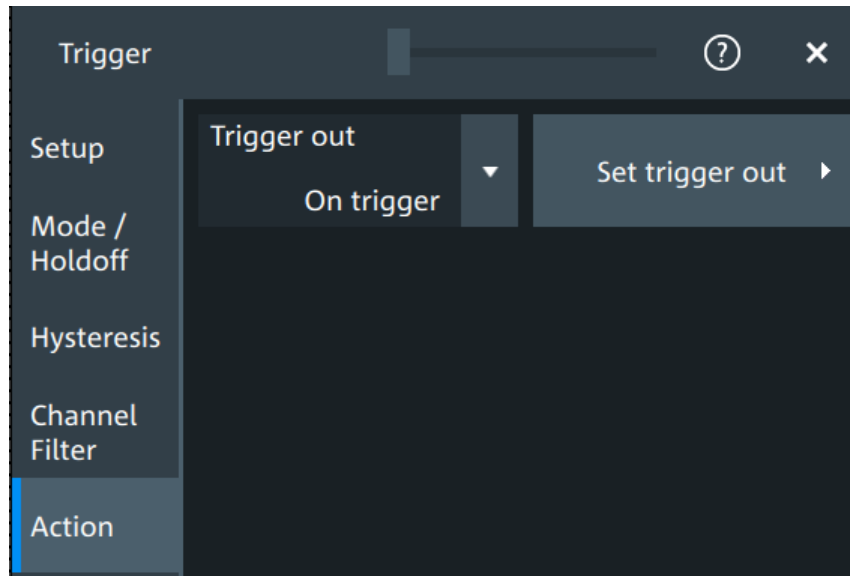 Trigger
?
Setup
Mode /
Holdoff
Hysteresis
Channel
Filter
Action
Trigger out
On trigger
Set trigger out